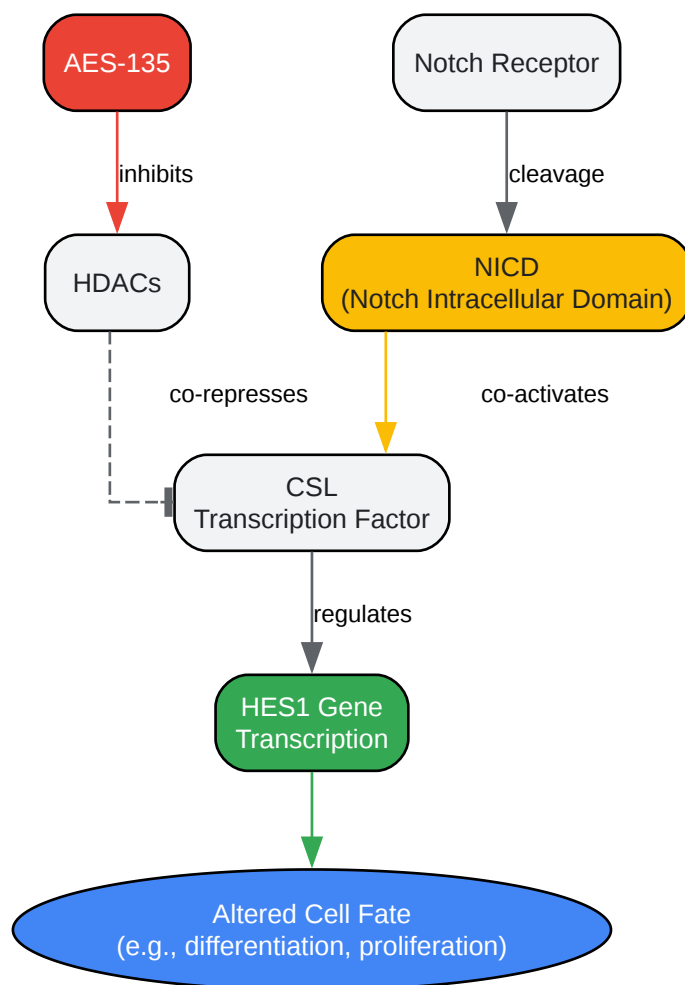 AES-135
Notch Receptor
inhibits
cleavage
HDACs
NICD
(Notch Intracellular Domain)
co-represses
co-activates
CSL
Transcription Factor
regulates
HES1 Gene
Transcription
Altered Cell Fate
(e.g., differentiation, proliferation)